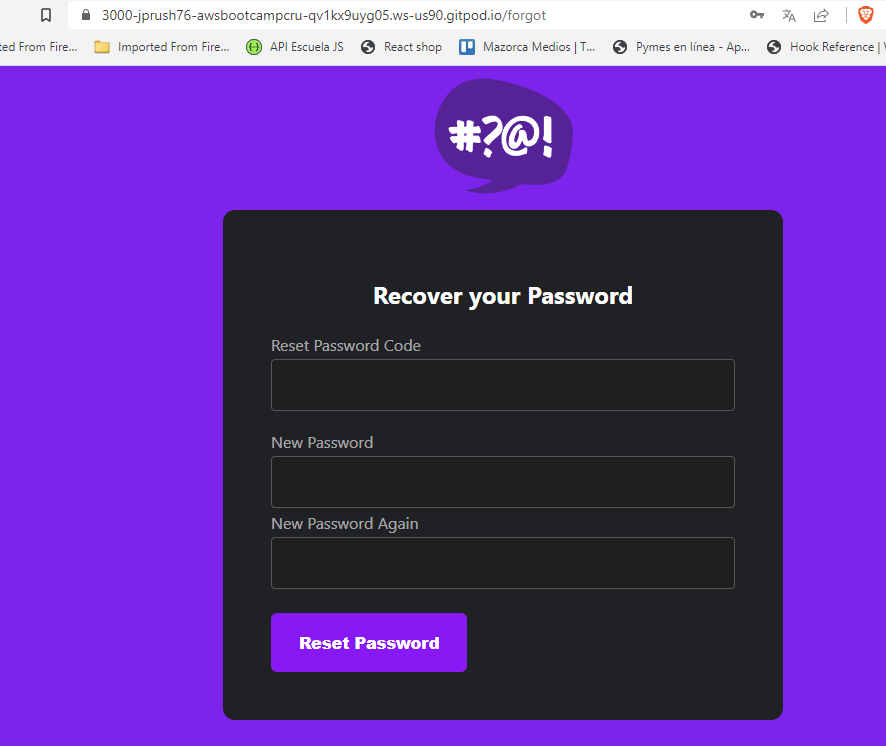 3000-jprush76-awsbootcampcru-qv1kx9uyg05.ws-us90.gitpod.io/forgot
ted From Fire... Imported From Fire... API Escuela JS React shop Mazorca Medios | T... Pymes en línea - Ap... Hook Reference |
#?@!
Recover your Password
Reset Password Code
New Password
New Password Again
Reset Password